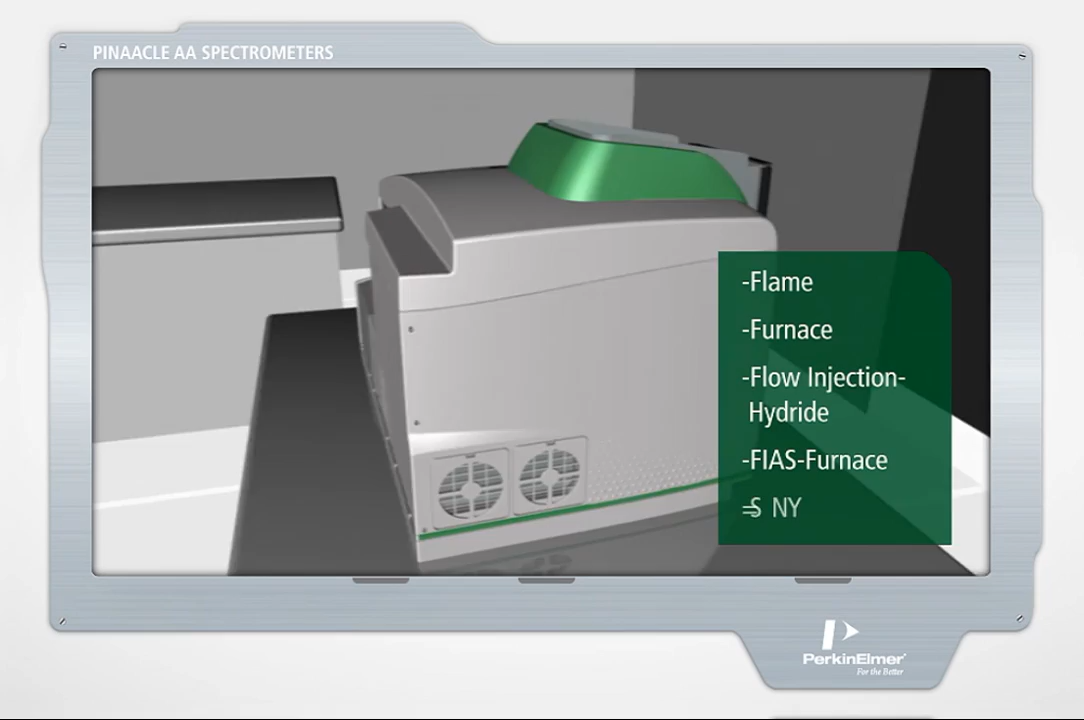 PINAACLE AA SPECTROMETERS
-Flame
-Furnace
-Flow Injection-
Hydride
-FIAS-Furnace
PerkinElmer
For the Better